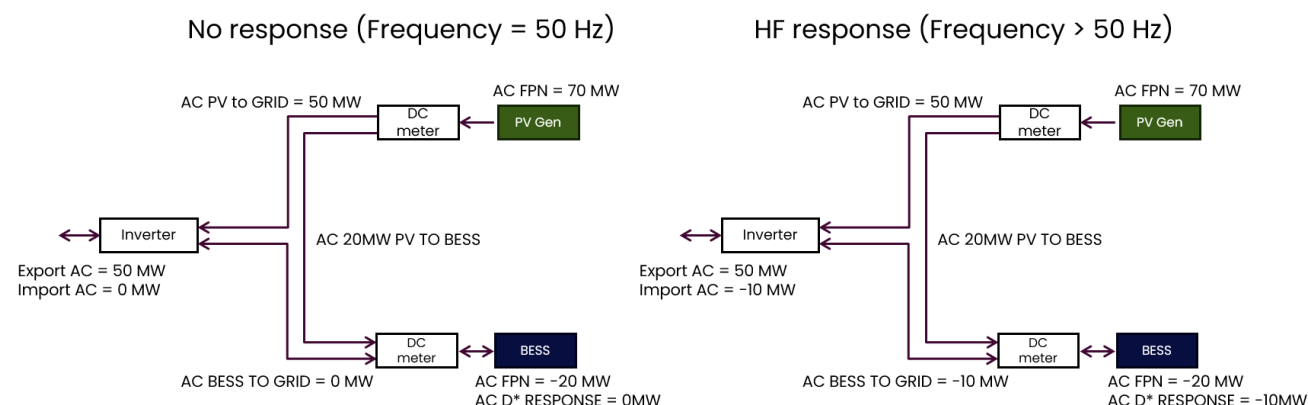 No response (Frequency = 50 Hz)
AC PV to GRID = 50 MW
DC
meter
AC FPN = 70 MW
PV Gen
Inverter
AC 20MW PV TO BESS
Export AC = 50 MW
Import AC = 0 MW
DC
meter
BESS
AC BESS TO GRID = 0 MW
AC FPN = -20 MW
AC D* RESPONSE = 0MW
HF response (Frequency > 50 Hz)
AC PV to GRID = 50 MW
DC
meter
AC FPN = 70 MW
PV Gen
Inverter
AC 20MW PV TO BESS
Export AC = 50 MW
Import AC = -10 MW
DC
meter
BESS
AC BESS TO GRID = -10 MW
AC FPN = -20 MW
AC D* RESPONSE = -10MW